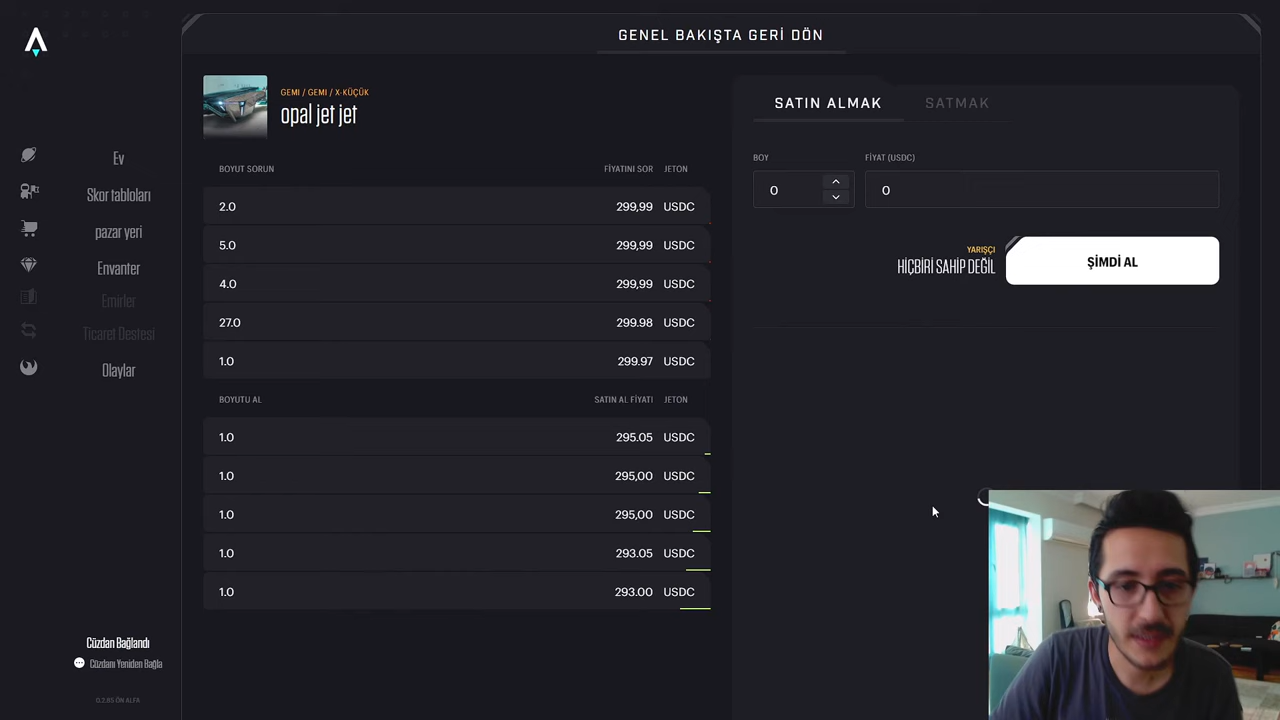 GENEL BAKIŞTA GERİ DÖN
GEMI / GEMI / X-KÜÇÜK
opal jet jet
SATIN ALMAK SATMAK
BOY FİYAT (USDC)
0 0
YARIŞÇI
HİÇBİRİ SAHİP DEĞİL
ŞİMDİ AL
BOYUT SORUN FİYATINI SOR JETON
2.0 299,99 USDC
5.0 299,99 USDC
4.0 299,99 USDC
27.0 299.98 USDC
1.0 299.97 USDC
BOYUTU AL SATIN AL FİYATI JETON
1.0 295.05 USDC
1.0 295,00 USDC
1.0 295,00 USDC
1.0 293.05 USDC
1.0 293.00 USDC
Ev
Skor tabloları
pazar yeri
Envanter
Emirler
Ticaret Destesi
Olaylar
Cüzdan Bağlandı
Cüzdanı Yeniden Bağla
0.2.85 ÖN ALFA